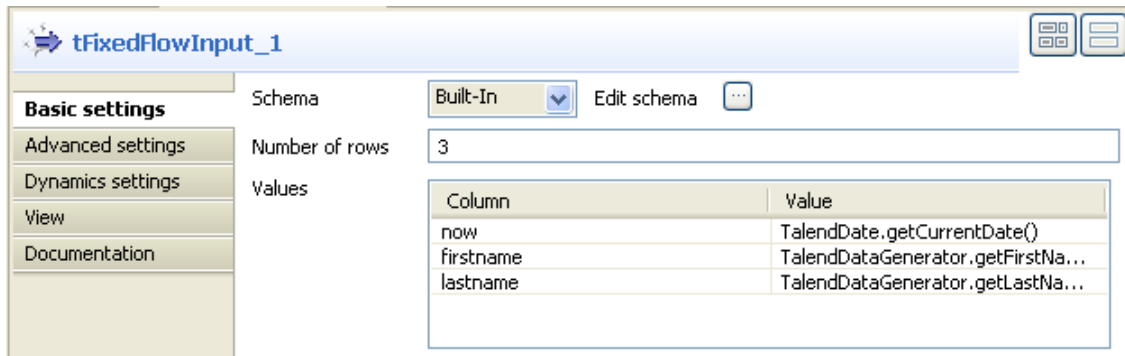 tFixedFlowInput_1
Basic settings
Advanced settings
Dynamics settings
View
Documentation
Schema Built-In Edit schema ...
Number of rows 3
Values
Column Value
now TalendDate.getCurrentDate()
firstname TalendDataGenerator.getFirstNa...
lastname TalendDataGenerator.getLastNa...